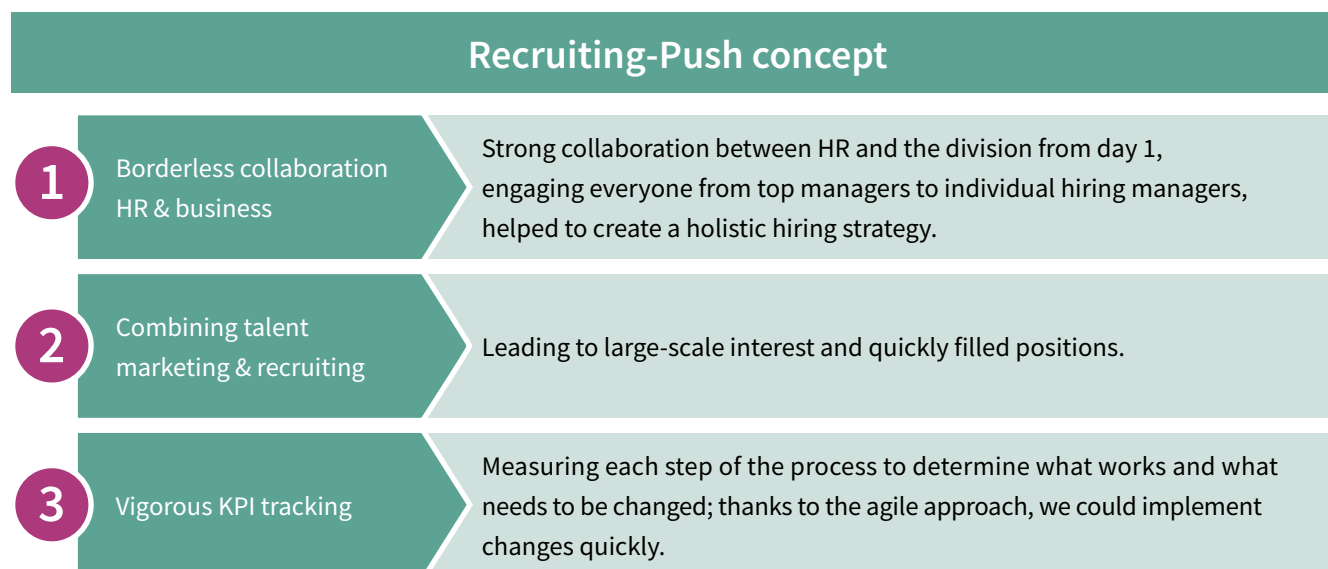 Recruiting-Push concept
1
Borderless collaboration
HR & business
Strong collaboration between HR and the division from day 1,
engaging everyone from top managers to individual hiring managers,
helped to create a holistic hiring strategy.
2
Combining talent
marketing & recruiting
Leading to large-scale interest and quickly filled positions.
3
Vigorous KPI tracking
Measuring each step of the process to determine what works and what
needs to be changed; thanks to the agile approach, we could implement
changes quickly.